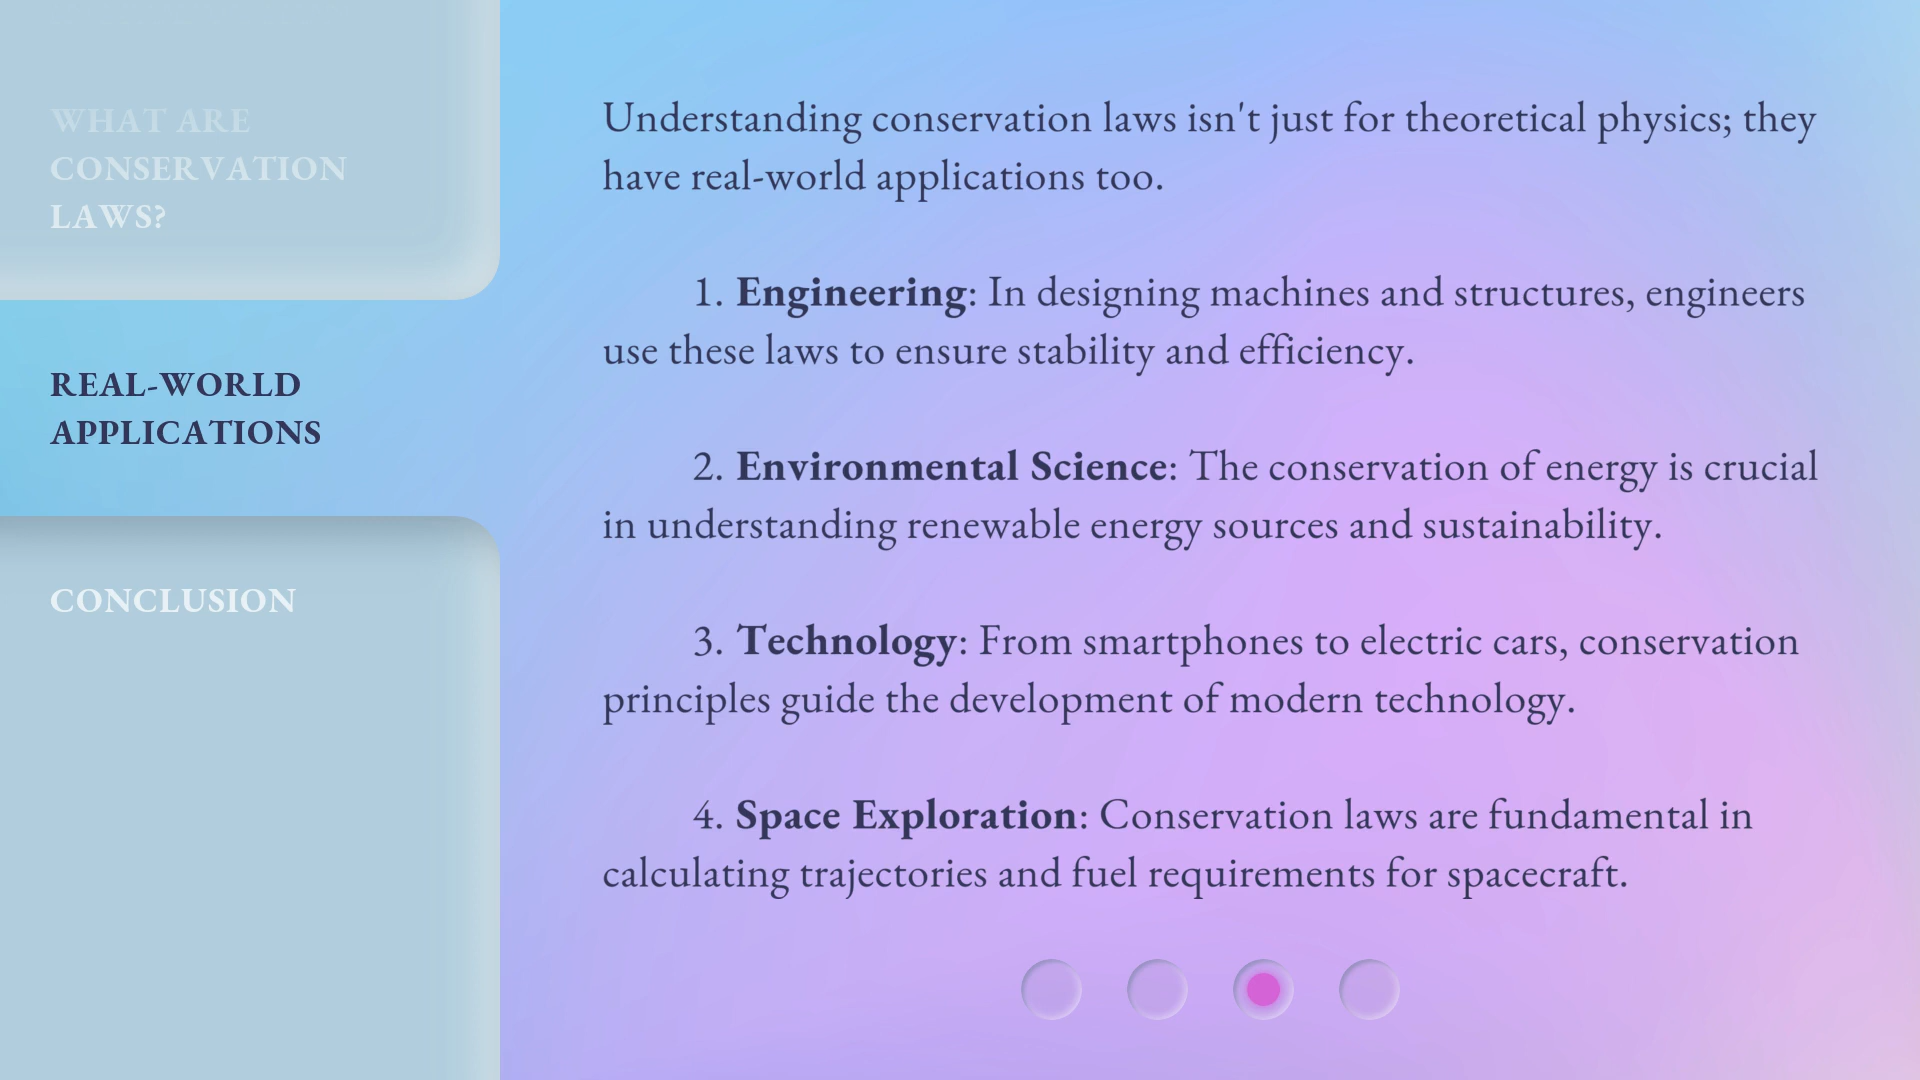 WHAT ARE
CONSERVATION
LAWS?
REAL-WORLD
APPLICATIONS
CONCLUSION
Understanding conservation laws isn't just for theoretical physics; they
have real-world applications too.
1. Engineering: In designing machines and structures, engineers
use these laws to ensure stability and efficiency.
2. Environmental Science: The conservation of energy is crucial
in understanding renewable energy sources and sustainability.
3. Technology: From smartphones to electric cars, conservation
principles guide the development of modern technology.
4. Space Exploration: Conservation laws are fundamental in
calculating trajectories and fuel requirements for spacecraft.